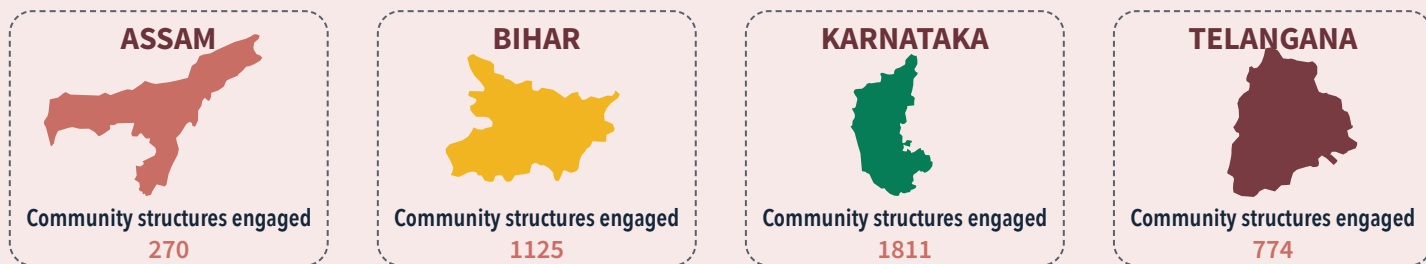 ASSAM
Community structures engaged
270
BIHAR
Community structures engaged
1125
KARNATAKA
Community structures engaged
1811
TELANGANA
Community structures engaged
774